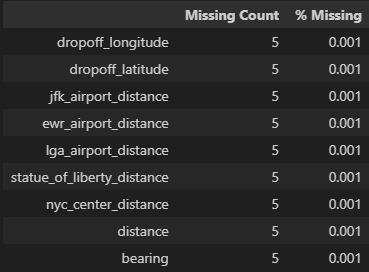 Missing Count % Missing
dropoff_longitude 5 0.001
dropoff_latitude 5 0.001
jfk_airport_distance 5 0.001
ewr_airport_distance 5 0.001
lga_airport_distance 5 0.001
statue_of_liberty_distance 5 0.001
nyc_center_distance 5 0.001
distance 5 0.001
bearing 5 0.001